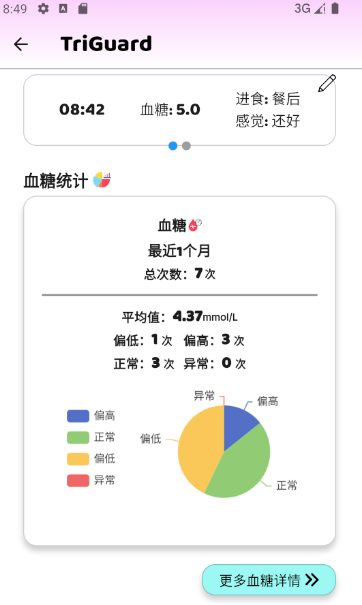 8:49 3G
TriGuard
08:42 血糖: 5.0 进食: 餐后
感觉: 还好
血糖统计
血糖
最近1个月
总次数: 7 次
平均值: 4.37mmol/L
偏低: 1 次 偏高: 3 次
正常: 3 次 异常: 0 次
偏高
正常
偏低
异常
异常
偏高
偏低
正常
更多血糖详情